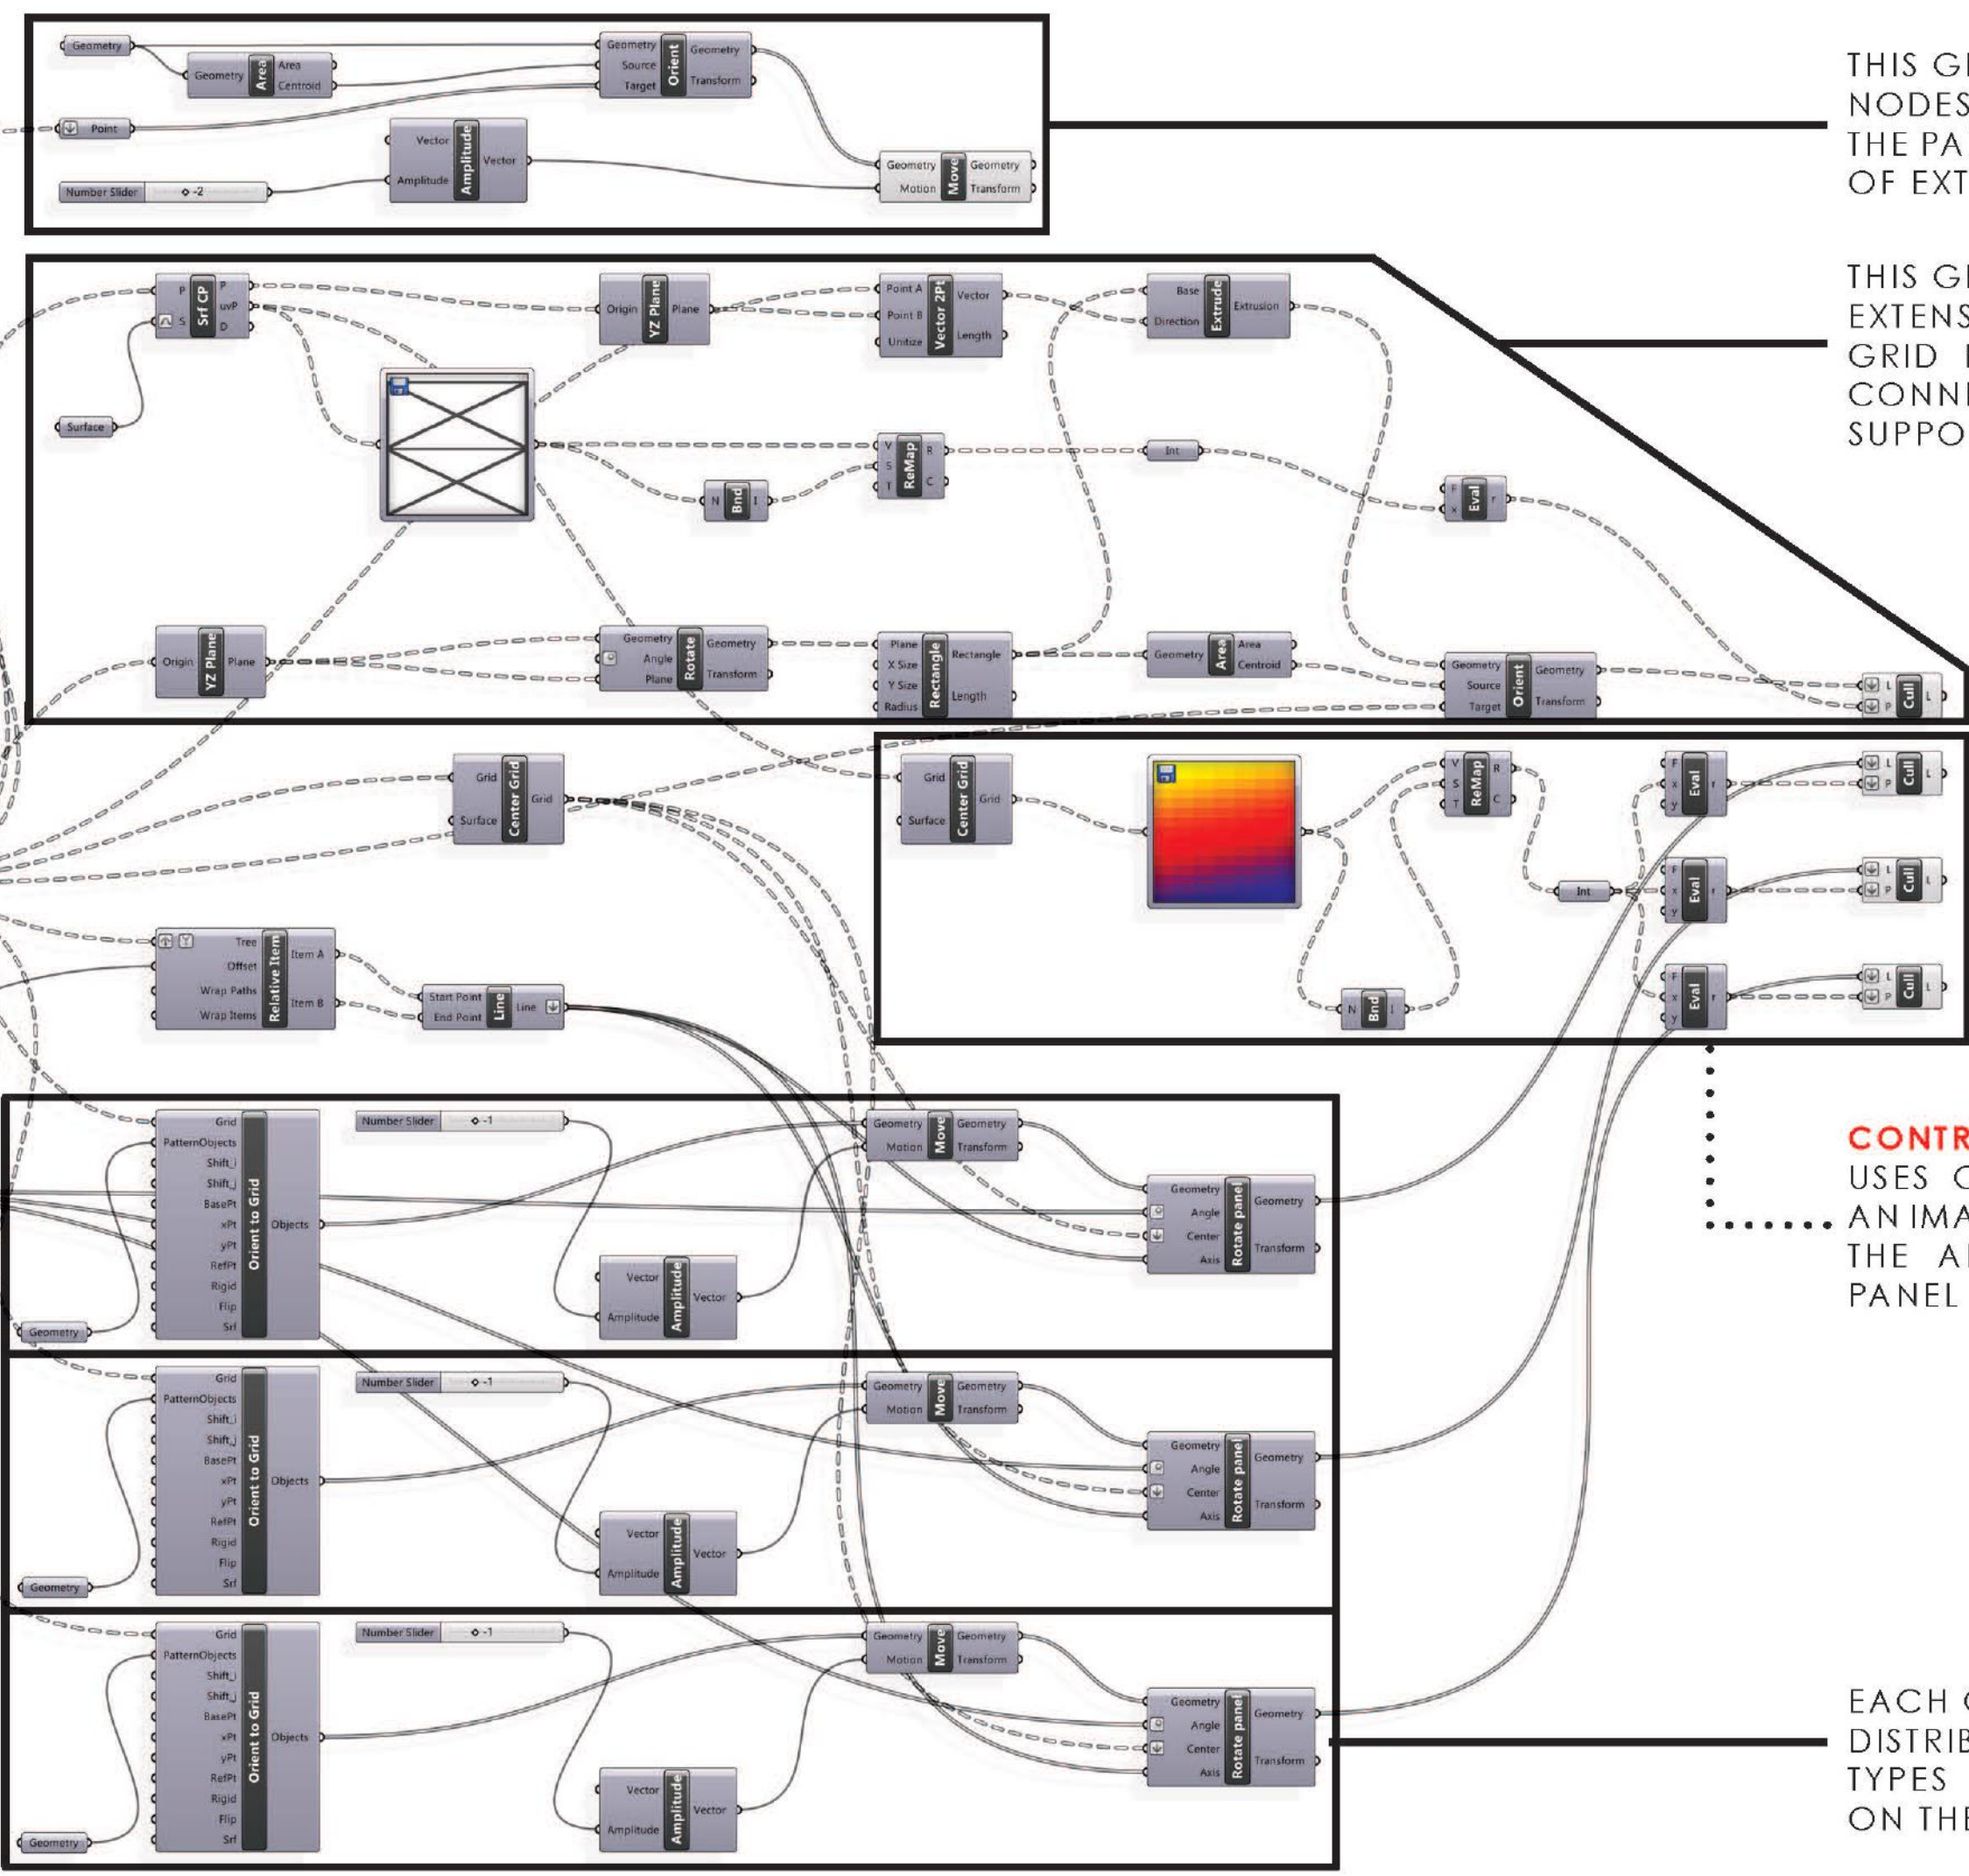 Geometry
Geometry
Area
Area
Centroid
Geometry
Source
Target
Orient
Geometry
Transform
Point
Vector
Amplitude
Amplitude
Vector
Number Slider
-2
Geometry
Motion
Move
Geometry
Transform
P
S
Srf CP
P
uvP
D
Surface
Origin
YZ Plane
Plane
Point A
Point B
Unitize
Vector 2Pt
Vector
Length
Base
Direction
Extrude
Extrusion
N
Bnd
I
V
S
T
ReMap
R
C
Int
F
x
Eval
r
Origin
YZ Plane
Plane
Geometry
Angle
Plane
Rotate
Geometry
Transform
Plane
X Size
Y Size
Radius
Rectangle
Rectangle
Length
Geometry
Area
Area
Centroid
Geometry
Source
Target
Orient
Geometry
Transform
L
P
Cull
L
Grid
Surface
Center Grid
Grid
Grid
Surface
Center Grid
Grid
N
Bnd
I
V
S
T
ReMap
R
C
Int
F
x
y
Eval
r
L
P
Cull
L
F
x
y
Eval
r
L
P
Cull
L
F
x
y
Eval
r
L
P
Cull
L
Tree
Offset
Wrap Paths
Wrap Items
Relative Item
Item A
Item B
Start Point
End Point
Line
Line
Grid
PatternObjects
Shift_i
Shift_j
BasePt
xPt
yPt
RefPt
Rigid
Flip
Srf
Orient to Grid
Objects
Geometry
Number Slider
-1
Vector
Amplitude
Amplitude
Vector
Geometry
Motion
Move
Geometry
Transform
Geometry
Angle
Center
Axis
Rotate panel
Geometry
Transform
Grid
PatternObjects
Shift_i
Shift_j
BasePt
xPt
yPt
RefPt
Rigid
Flip
Srf
Orient to Grid
Objects
Geometry
Number Slider
-1
Vector
Amplitude
Amplitude
Vector
Geometry
Motion
Move
Geometry
Transform
Geometry
Angle
Center
Axis
Rotate panel
Geometry
Transform
Grid
PatternObjects
Shift_i
Shift_j
BasePt
xPt
yPt
RefPt
Rigid
Flip
Srf
Orient to Grid
Objects
Geometry
Number Slider
-1
Vector
Amplitude
Amplitude
Vector
Geometry
Motion
Move
Geometry
Transform
Geometry
Angle
Center
Axis
Rotate panel
Geometry
Transform
THIS
NODES
THE PA
OF EXT
THIS
EXTENS
GRID
CONN
SUPPO
CONTR
USES
ANIMA
THE
PANEL
EACH
DISTRIB
TYPES
ON THE